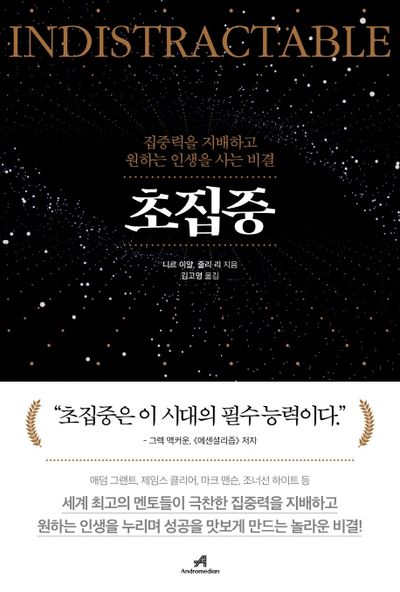 INDISTRACTABLE
집중력을 지배하고
원하는 인생을 사는 비결
초집중
니르 이얄, 줄리 리 지음
김고명 옮김
“초집중은 이 시대의 필수 능력이다.”
- 그렉 맥커운, 《에센셜리즘》 저자
애덤 그랜트, 제임스 클리어, 마크 맨슨, 조너선 하이트 등
세계 최고의 멘토들이 극찬한 집중력을 지배하고
원하는 인생을 누리며 성공을 맛보게 만드는 놀라운 비결!
Andromedian